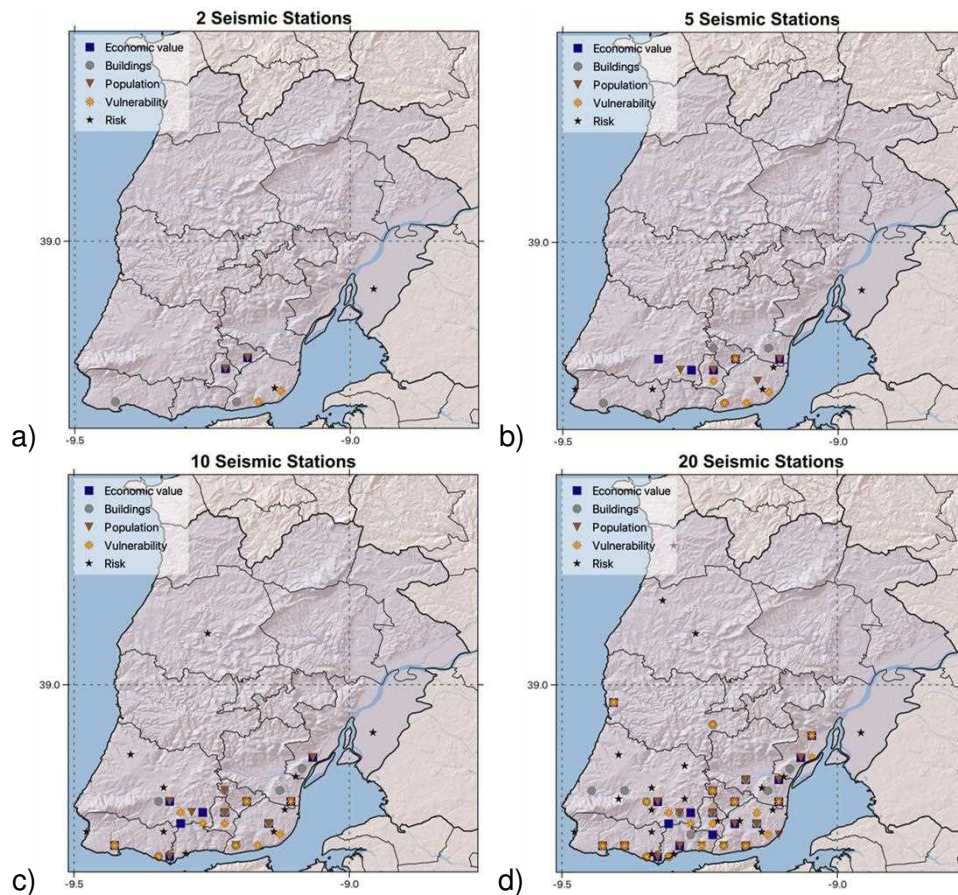 2 Seismic Stations
Economic value
Buildings
Population
Vulnerability
Risk
39.0
-9.5
-9.0
a)
5 Seismic Stations
Economic value
Buildings
Population
Vulnerability
Risk
39.0
-9.5
-9.0
b)
10 Seismic Stations
Economic value
Buildings
Population
Vulnerability
Risk
39.0
-9.5
-9.0
c)
20 Seismic Stations
Economic value
Buildings
Population
Vulnerability
Risk
39.0
-9.5
-9.0
d)